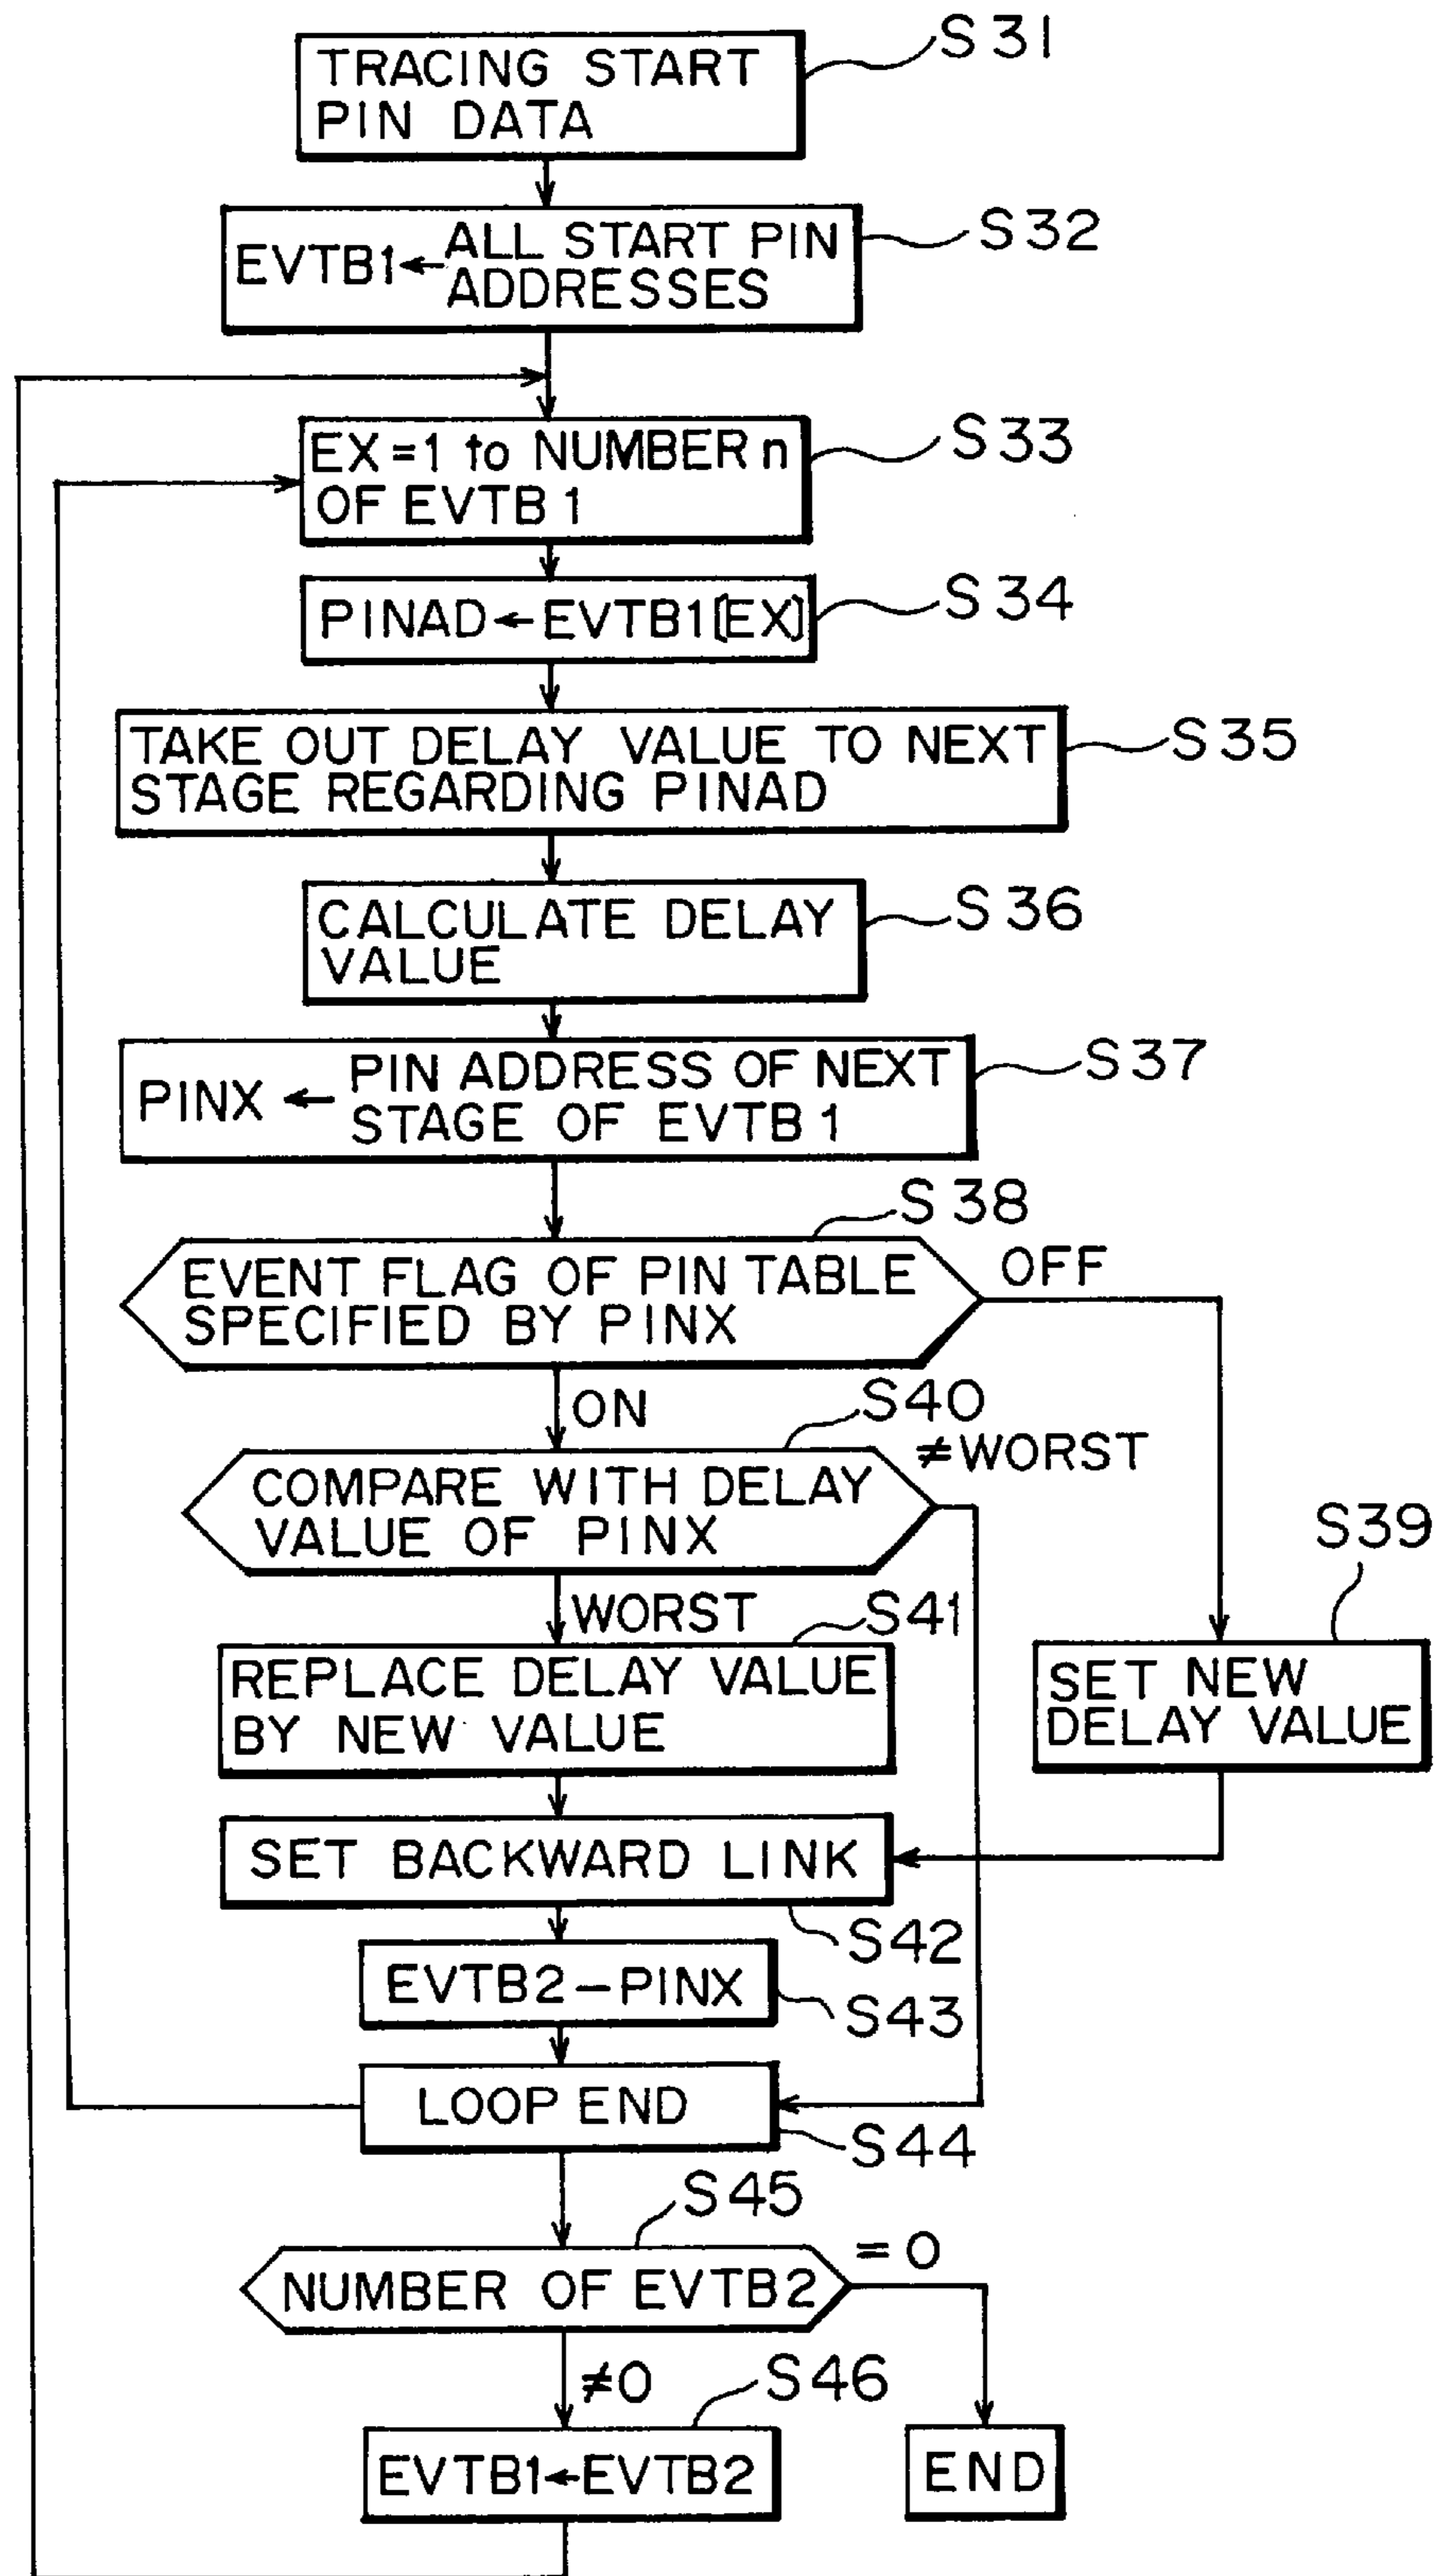 TRACING START
PIN DATA
S31
EVTB1←ALL START PIN
ADDRESSES
S32
EX=1 to NUMBER n
OF EVTB1
S33
PINAD←EVTB1[EX]
S34
TAKE OUT DELAY VALUE TO NEXT
STAGE REGARDING PINAD
S35
CALCULATE DELAY
VALUE
S36
PINX ← PIN ADDRESS OF NEXT
STAGE OF EVTB1
S37
S38
EVENT FLAG OF PIN TABLE
SPECIFIED BY PINX
OFF
ON
S40
≠WORST
COMPARE WITH DELAY
VALUE OF PINX
S39
WORST
S41
REPLACE DELAY VALUE
BY NEW VALUE
SET NEW
DELAY VALUE
SET BACKWARD LINK
S42
EVTB2−PINX
S43
LOOP END
S44
S45
NUMBER OF EVTB2
=0
≠0
S46
EVTB1←EVTB2
END